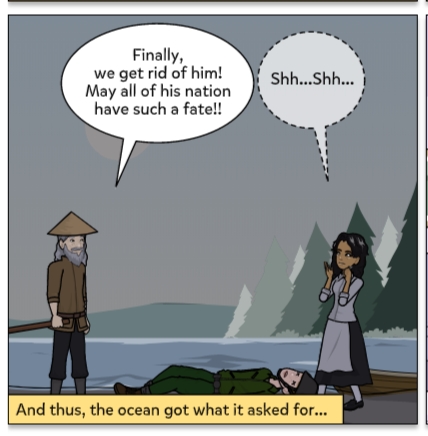 Finally,
we get rid of him!
May all of his nation
have such a fate!!
Shh...Shh...
And thus, the ocean got what it asked for...